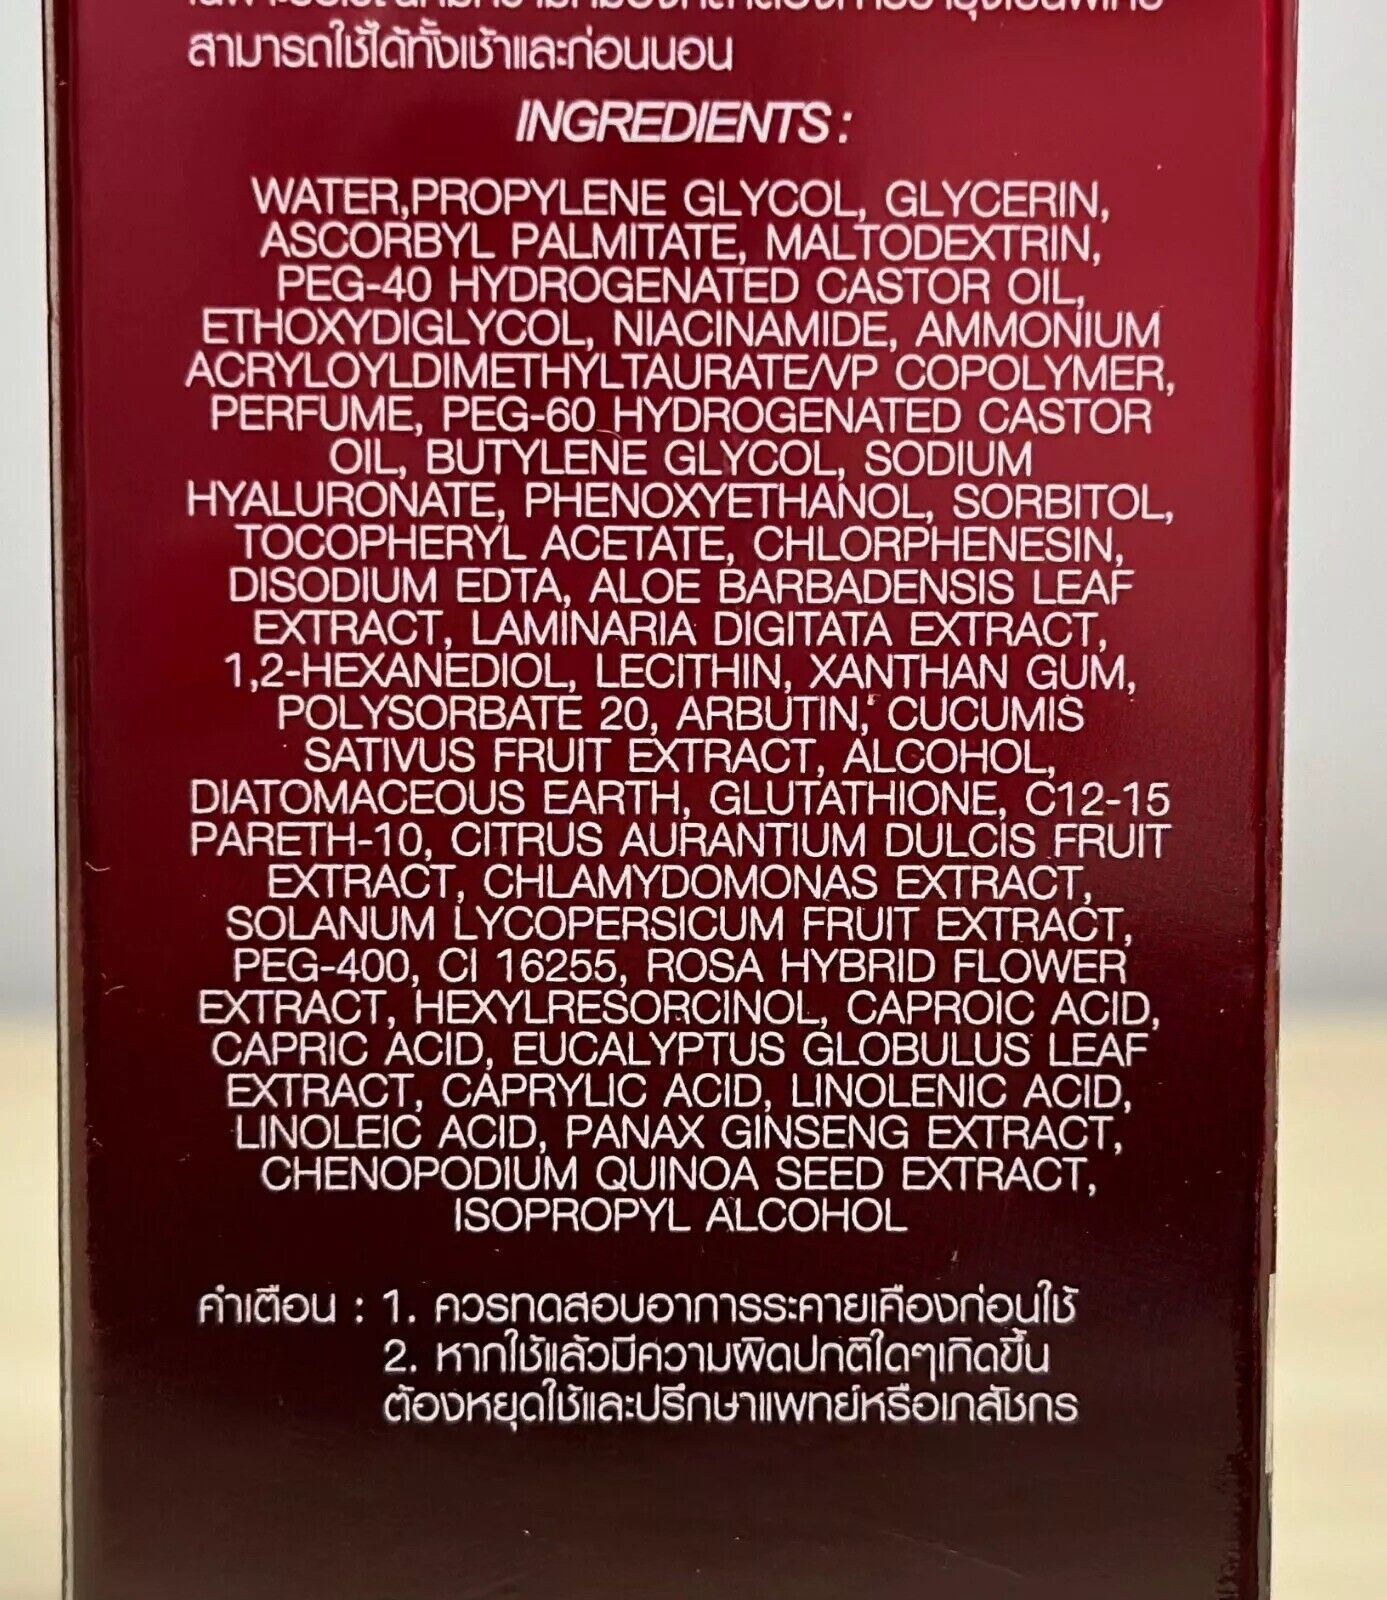 สามารถใช้ได้ทั้งเช้าและก่อนนอน
INGREDIENTS :
WATER,PROPYLENE GLYCOL, GLYCERIN,
ASCORBYL PALMITATE, MALTODEXTRIN,
PEG-40 HYDROGENATED CASTOR OIL,
ETHOXYDIGLYCOL, NIACINAMIDE, AMMONIUM
ACRYLOYLDIMETHYLTAURATE/VP COPOLYMER,
PERFUME, PEG-60 HYDROGENATED CASTOR
OIL, BUTYLENE GLYCOL, SODIUM
HYALURONATE, PHENOXYETHANOL, SORBITOL,
TOCOPHERYL ACETATE, CHLORPHENESIN,
DISODIUM EDTA, ALOE BARBADENSIS LEAF
EXTRACT, LAMINARIA DIGITATA EXTRACT,
1,2-HEXANEDIOL, LECITHIN, XANTHAN GUM,
POLYSORBATE 20, ARBUTIN, CUCUMIS
SATIVUS FRUIT EXTRACT, ALCOHOL,
DIATOMACEOUS EARTH, GLUTATHIONE, C12-15
PARETH-10, CITRUS AURANTIUM DULCIS FRUIT
EXTRACT, CHLAMYDOMONAS EXTRACT,
SOLANUM LYCOPERSICUM FRUIT EXTRACT,
PEG-400, CI 16255, ROSA HYBRID FLOWER
EXTRACT, HEXYLRESORCINOL, CAPROIC ACID,
CAPRIC ACID, EUCALYPTUS GLOBULUS LEAF
EXTRACT, CAPRYLIC ACID, LINOLENIC ACID,
LINOLEIC ACID, PANAX GINSENG EXTRACT,
CHENOPODIUM QUINOA SEED EXTRACT,
ISOPROPYL ALCOHOL
คำเตือน : 1. ควรทดสอบอาการระคายเคืองก่อนใช้
2. หากใช้แล้วมีความผิดปกติใดๆเกิดขึ้น
ต้องหยุดใช้และปรึกษาแพทย์หรือเภสัชกร